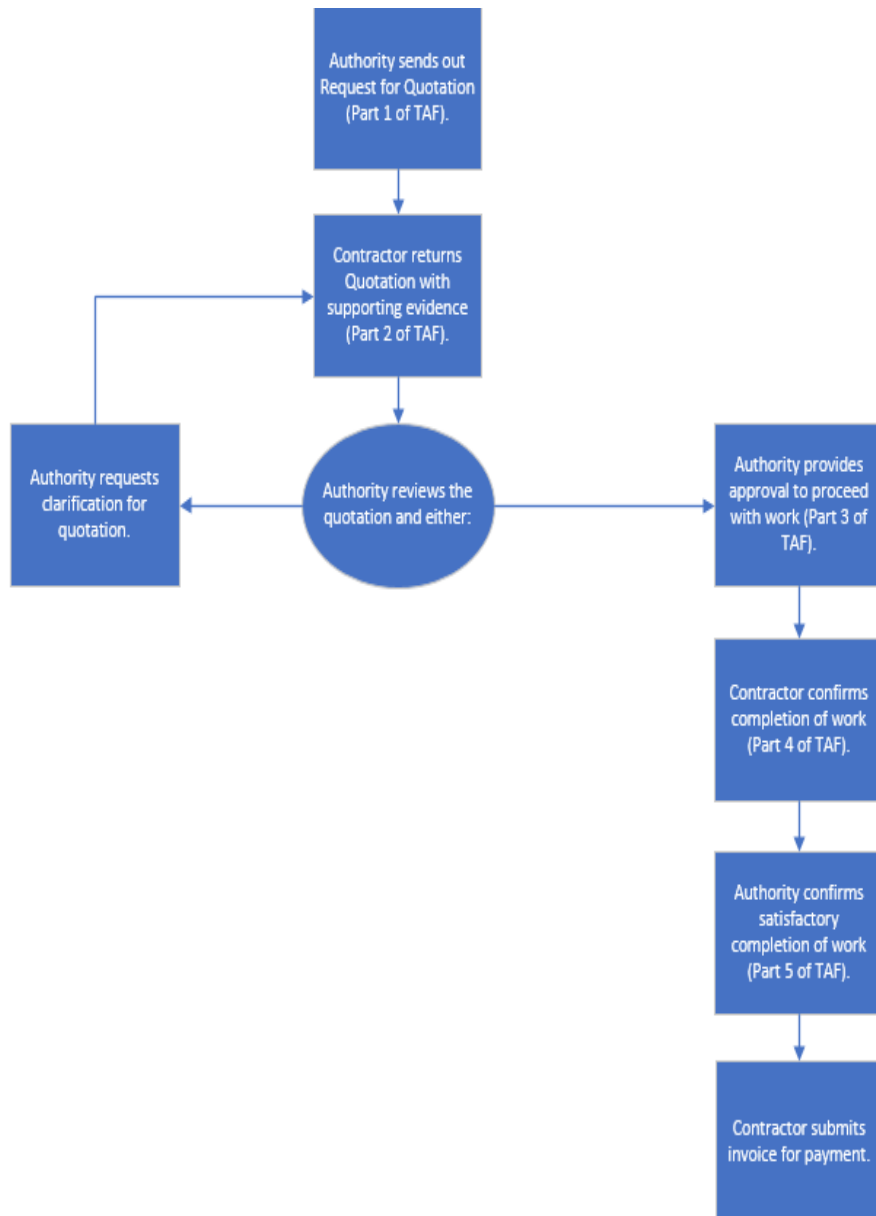 Authority sends out
Request for Quotation
(Part 1 of TAF).
Contractor returns
Quotation with
supporting evidence
(Part 2 of TAF).
Authority requests
clarification for
quotation.
Authority reviews the
quotation and either:
Authority provides
approval to proceed
with work (Part 3 of
TAF).
Contractor confirms
completion of work
(Part 4 of TAF).
Authority confirms
satisfactory
completion of work
(Part 5 of TAF).
Contractor submits
invoice for payment.